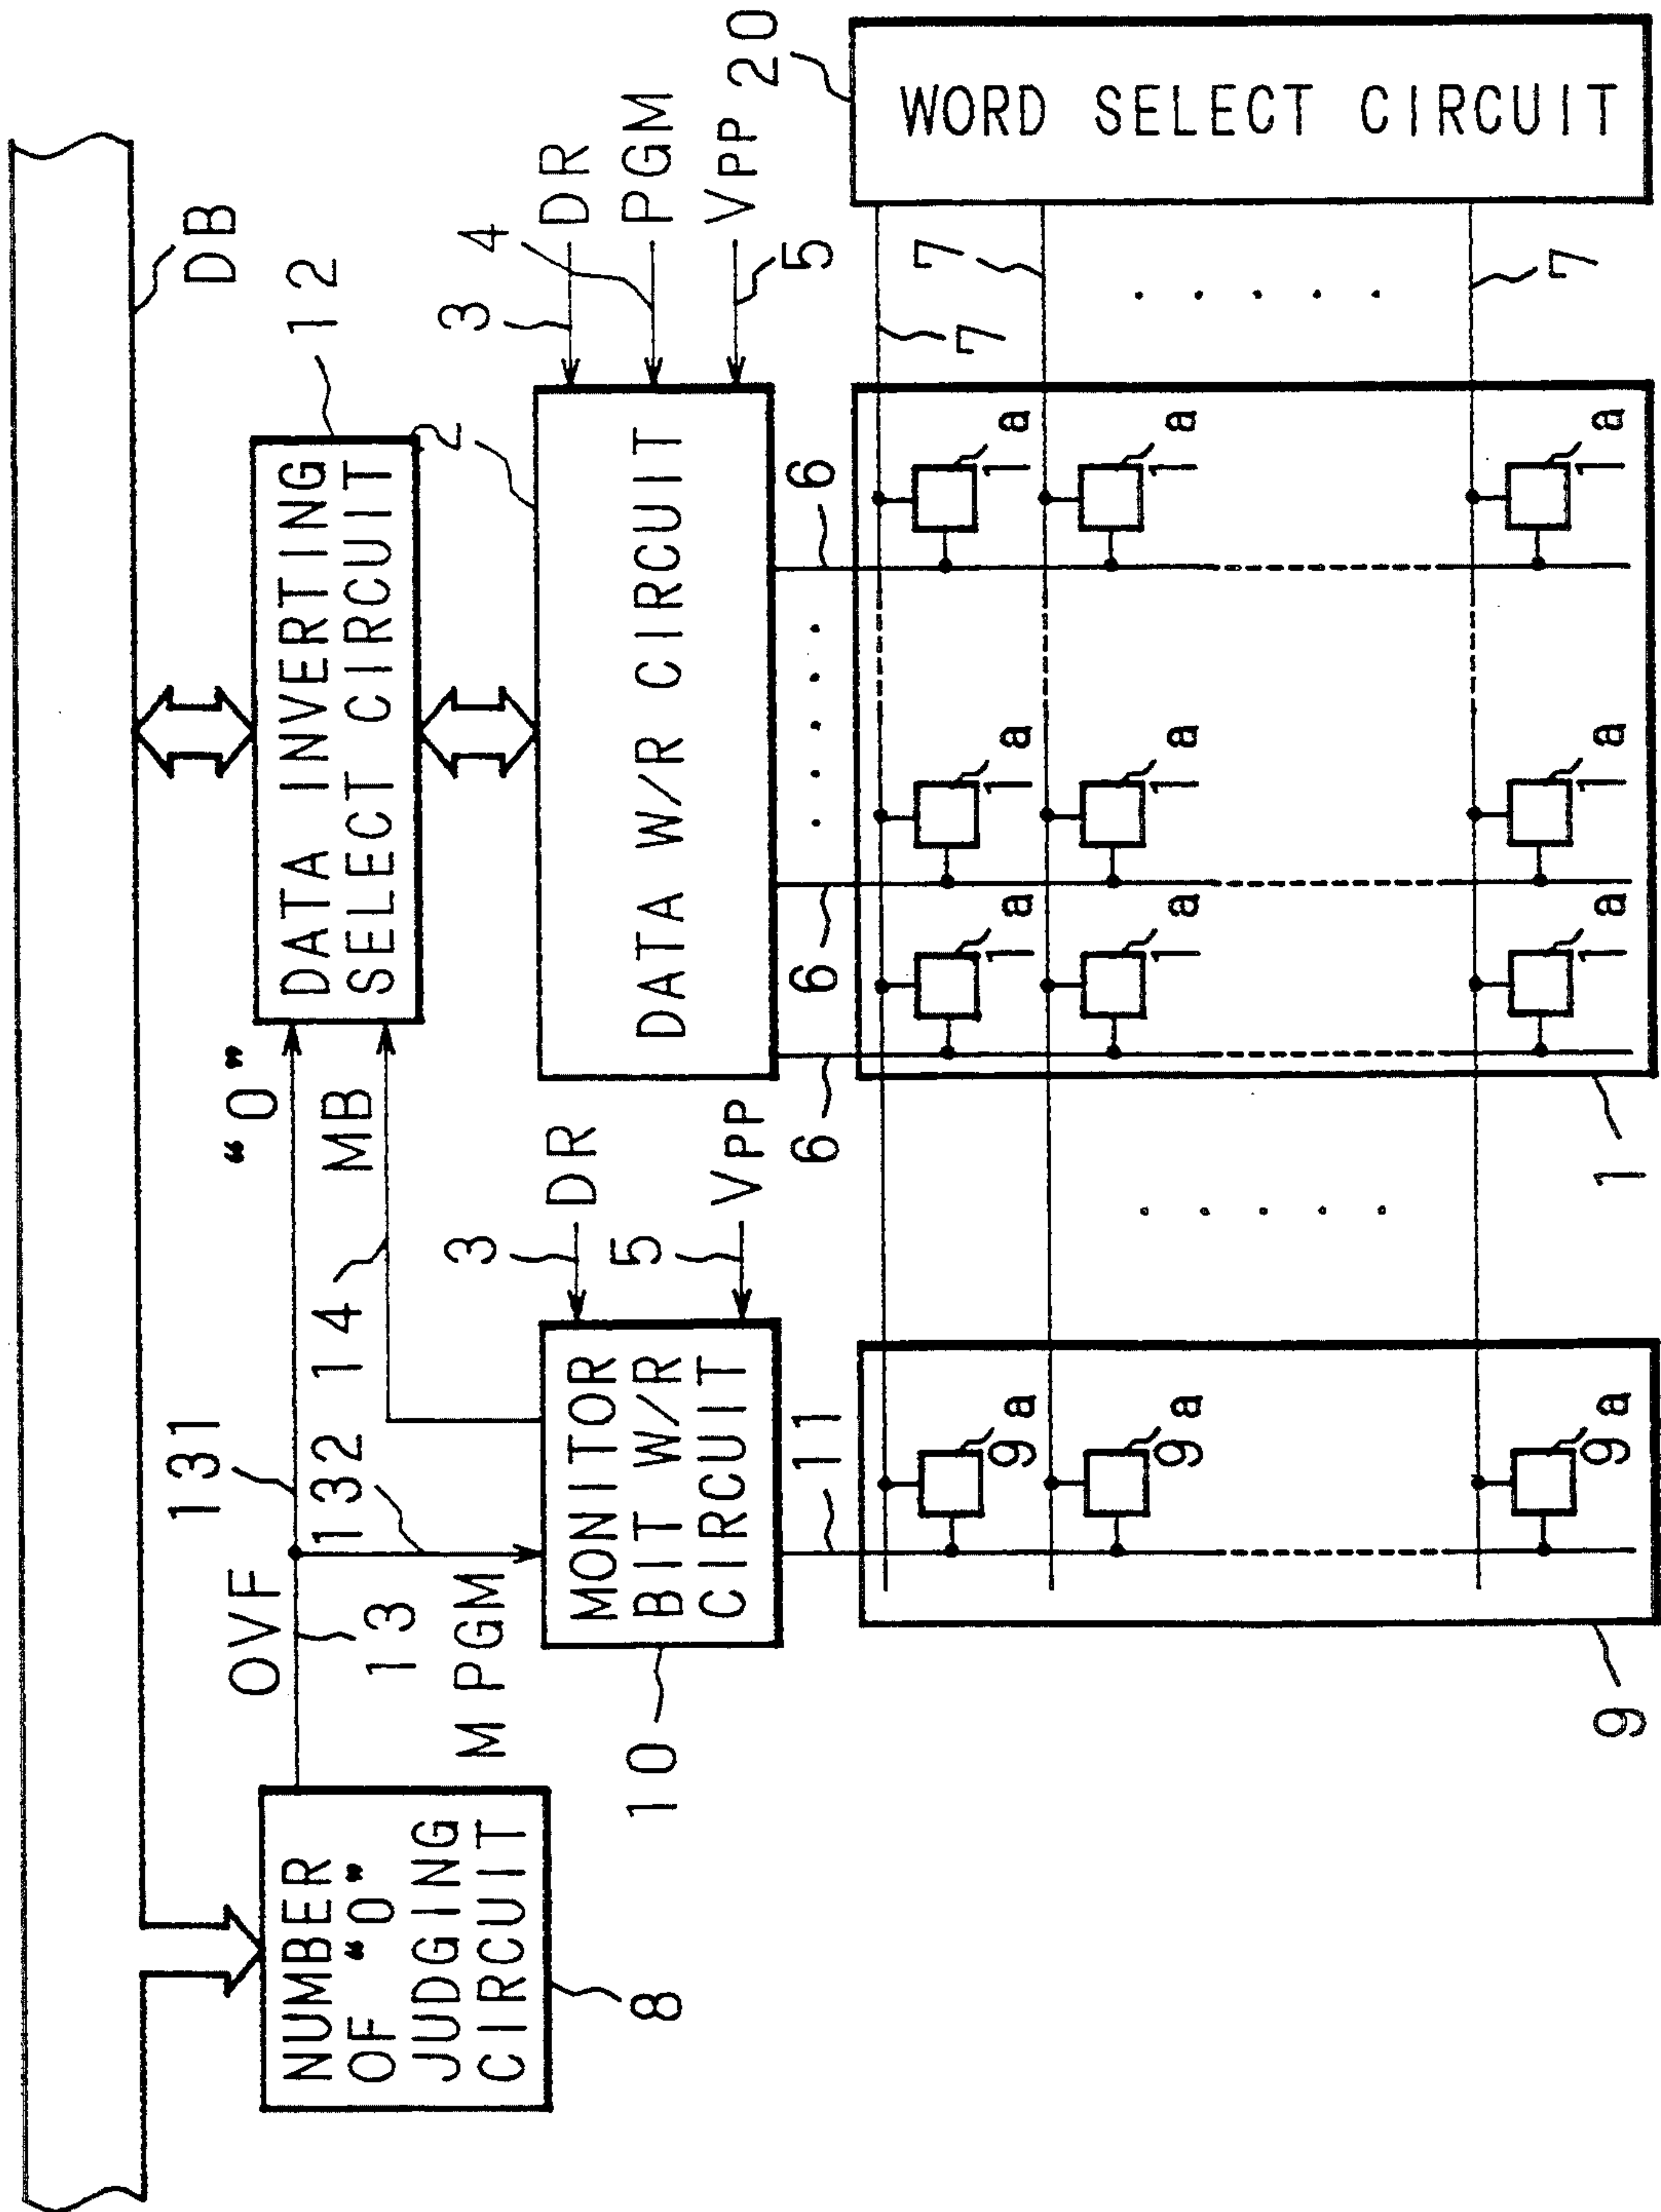 DB
NUMBER
OF "0"
JUDGING
CIRCUIT
8
OVF
13
131
132
M PGM
"0"
MB
14
DATA INVERTING
SELECT CIRCUIT
12
MONITOR
BIT W/R
CIRCUIT
10
3
DR
5
VPP
11
DATA W/R CIRCUIT
2
3
DR
4
PGM
5
VPP
6
6
6
6
WORD SELECT CIRCUIT
20
7
7
7
9a
9a
9a
9
1a
1a
1a
1a
1a
1a
1a
1a
1a
1